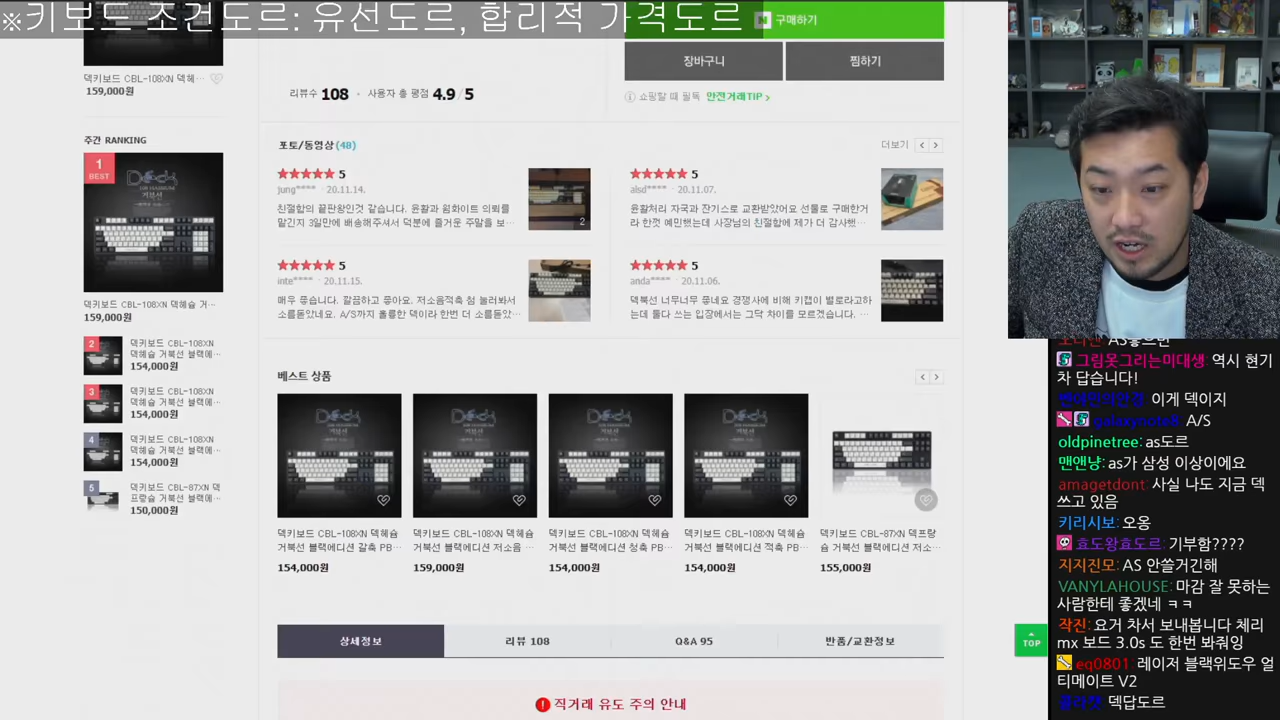 ※키보드 조건도르: 유선도르, 합리적 가격도르
N 구매하기
장바구니
찜하기
쇼핑할 때 필독 안전거래TIP >
덱키보드 CBL-108XN 덱헤…
159,000원
리뷰수 108 · 사용자 총 평점 4.9 / 5
주간 RANKING
1
BEST
덱키보드 CBL-108XN 덱헤슘 거…
159,000원
2
덱키보드 CBL-108XN
덱헤슘 거북선 블랙에…
154,000원
3
덱키보드 CBL-108XN
덱헤슘 거북선 블랙에…
154,000원
4
덱키보드 CBL-108XN
덱헤슘 거북선 블랙에…
154,000원
5
덱키보드 CBL-87XN 덱
프랑슘 거북선 블랙에…
150,000원
포토/동영상 (48)
더보기
★★★★★ 5
jung**** · 20.11.14.
친절함의 끝판왕인것 같습니다. 윤활과 윔화이트 의뢰를
맡긴지 3일만에 배송해주셔서 덕분에 즐거운 주말을 보…
2
★★★★★ 5
alsd**** · 20.11.07.
윤활처리 자국과 잔기스로 교환받았어요 선물로 구매한거
라 한껏 예민했는데 사장님의 친절함에 제가 더 감사했…
★★★★★ 5
inte**** · 20.11.15.
매우 좋습니다. 깔끔하고 좋아요. 저소음적축 첨 눌러봐서
소름돋았네요. A/S까지 훌륭한 덱이라 한번 더 소름돋았…
★★★★★ 5
anda**** · 20.11.06.
덱북선 너무너무 좋네요 경쟁사에 비해 키캡이 별로라고하
는데 둘다 쓰는 입장에서는 그닥 차이를 모르겠습니다. …
베스트 상품
덱키보드 CBL-108XN 덱헤슘
거북선 블랙에디션 갈축 PB…
154,000원
덱키보드 CBL-108XN 덱헤슘
거북선 블랙에디션 저소음 …
159,000원
덱키보드 CBL-108XN 덱헤슘
거북선 블랙에디션 청축 PB…
154,000원
덱키보드 CBL-108XN 덱헤슘
거북선 블랙에디션 적축 PB…
154,000원
덱키보드 CBL-87XN 덱프랑
슘 거북선 블랙에디션 저소…
155,000원
상세정보
리뷰 108
Q&A 95
반품/교환정보
직거래 유도 주의 안내
TOP
그림못그리는미대생: 역시 현기
차 답습니다!
이게 덱이지
galaxynote8: A/S
oldpinetree: as도르
맨앤냥: as가 삼성 이상이에요
amagetdont: 사실 나도 지금 덱
쓰고 있음
키리시보: 오옹
효도왕효도르: 기부함????
지지진모: AS 안쓸거긴해
VANYLAHOUSE: 마감 잘 못하는
사람한테 좋겠네 ㅋㅋ
작진: 요거 차서 보내봅니다 체리
mx 보드 3.0s 도 한번 봐줘잉
eq0801: 레이저 블랙위도우 얼
티메이트 V2
덱답도르